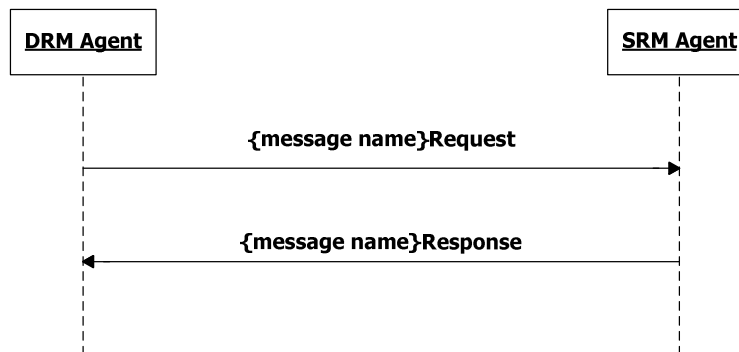 DRM Agent
SRM Agent
{message name}Request
{message name}Response